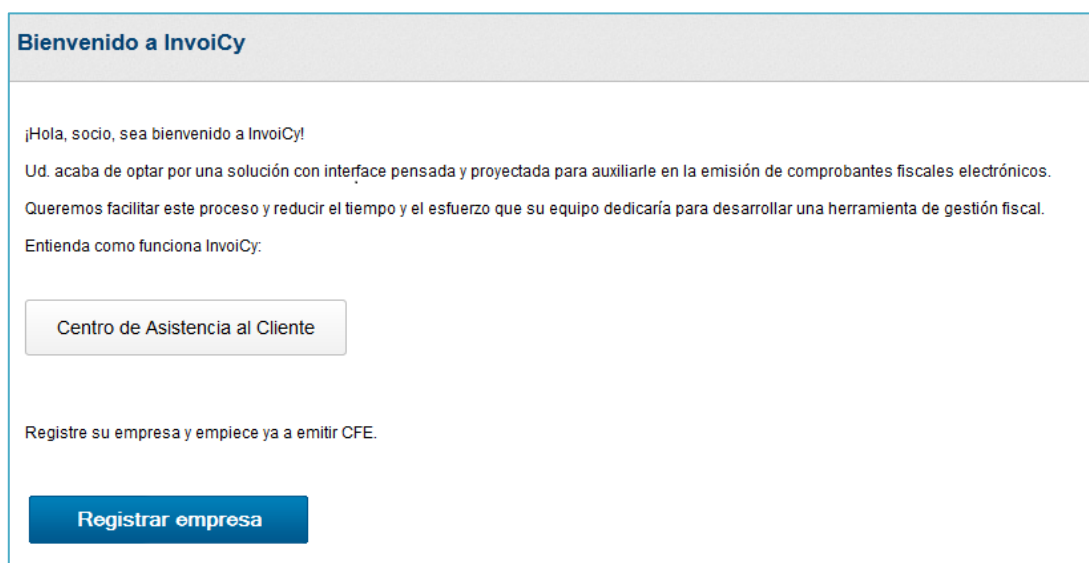 Bienvenido a InvoiCy
¡Hola, socio, sea bienvenido a InvoiCy!
Ud. acaba de optar por una solución con interface pensada y proyectada para auxiliarle en la emisión de comprobantes fiscales electrónicos.
Queremos facilitar este proceso y reducir el tiempo y el esfuerzo que su equipo dedicaría para desarrollar una herramienta de gestión fiscal.
Entienda como funciona InvoiCy:
Centro de Asistencia al Cliente
Registre su empresa y empiece ya a emitir CFE.
Registrar empresa